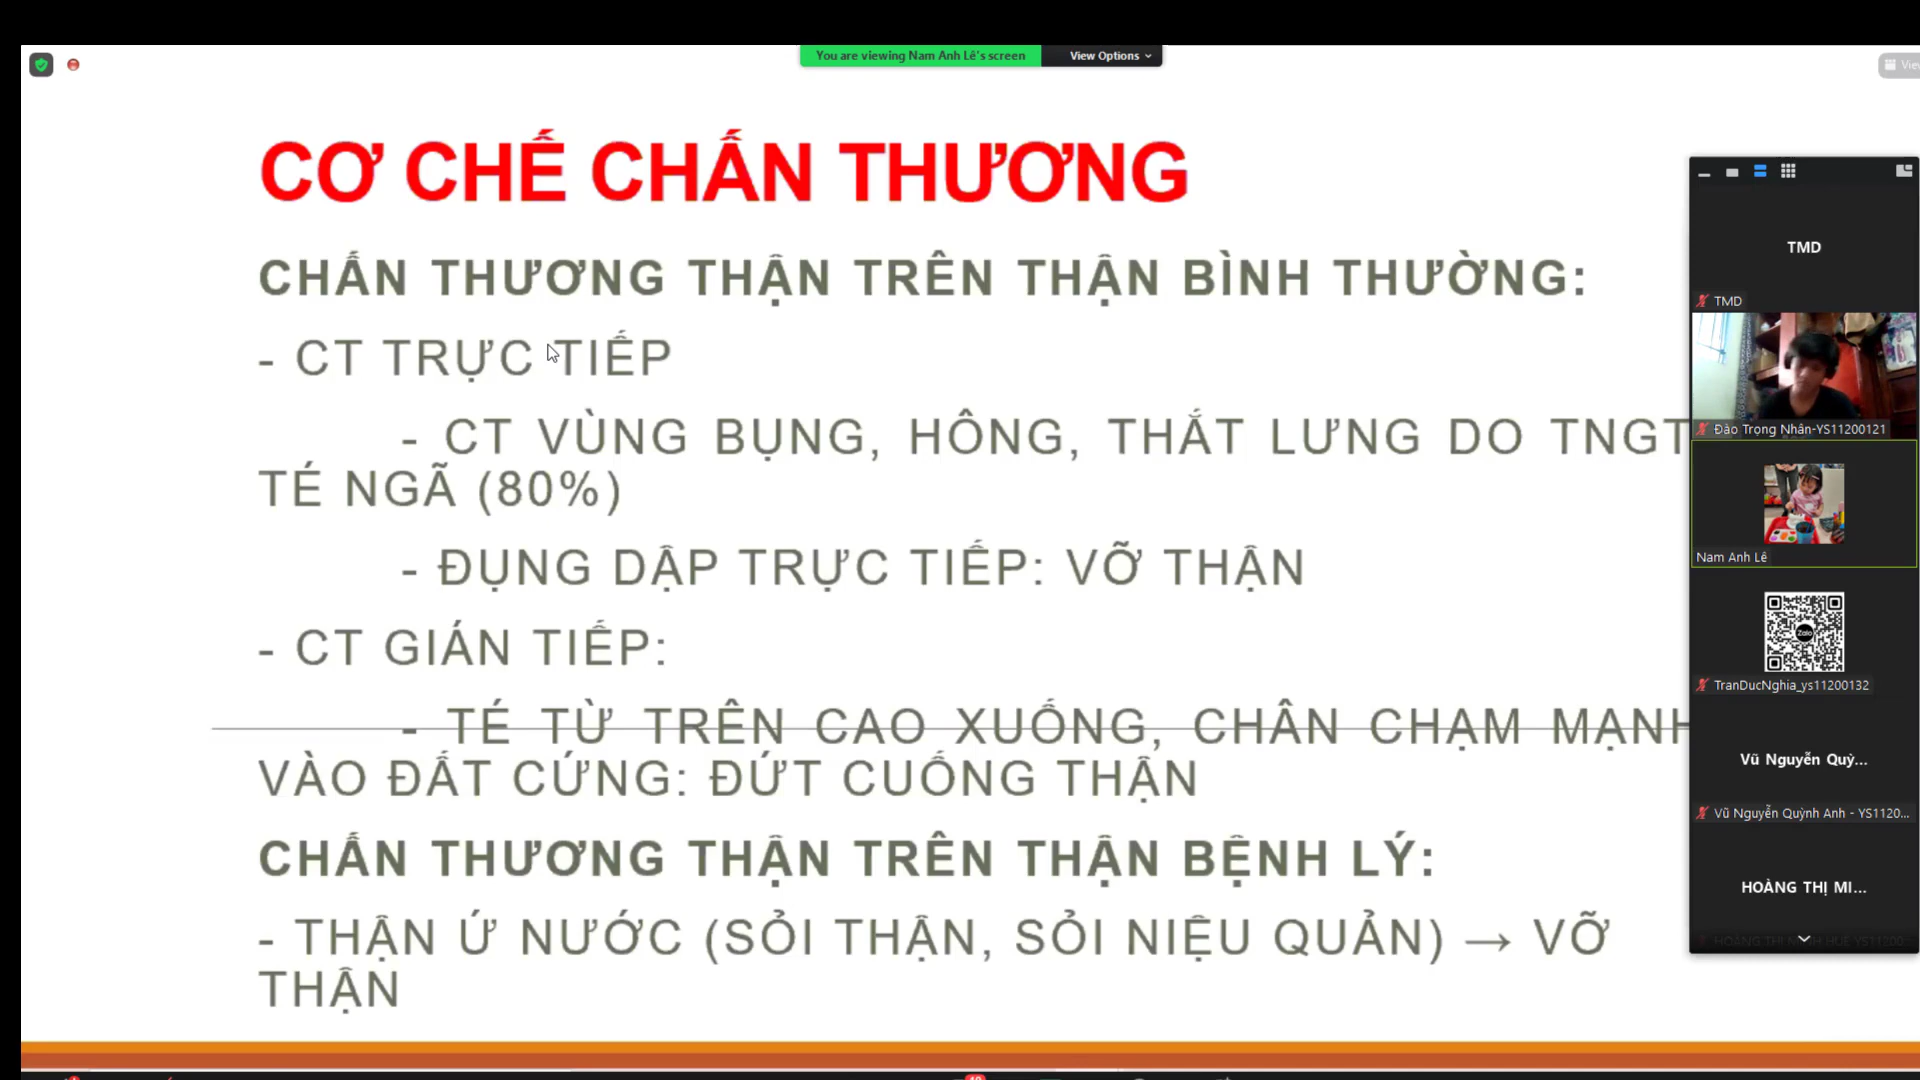 You are viewing Nam Anh Lê's screen
View Options
CƠ CHẾ CHẤN THƯƠNG
CHẤN THƯƠNG THẬN TRÊN THẬN BÌNH THƯỜNG:
- CT TRỰC TIẾP
- CT VÙNG BỤNG, HÔNG, THẮT LƯNG DO TNGT
TÉ NGÃ (80%)
- ĐỤNG DẬP TRỰC TIẾP: VỠ THẬN
- CT GIÁN TIẾP:
- TÉ TỪ TRÊN CAO XUỐNG, CHÂN CHẠM MẠNH
VÀO ĐẤT CỨNG: ĐỨT CUỐNG THẬN
CHẤN THƯƠNG THẬN TRÊN THẬN BỆNH LÝ:
- THẬN Ứ NƯỚC (SỎI THẬN, SỎI NIỆU QUẢN) → VỠ
THẬN
TMD
TMD
Đào Trọng Nhân-YS11200121
Nam Anh Lê
Zalo
TranDucNghia_ys11200132
Vũ Nguyễn Quỳ...
Vũ Nguyễn Quỳnh Anh - YS1120...
HOÀNG THỊ MI...